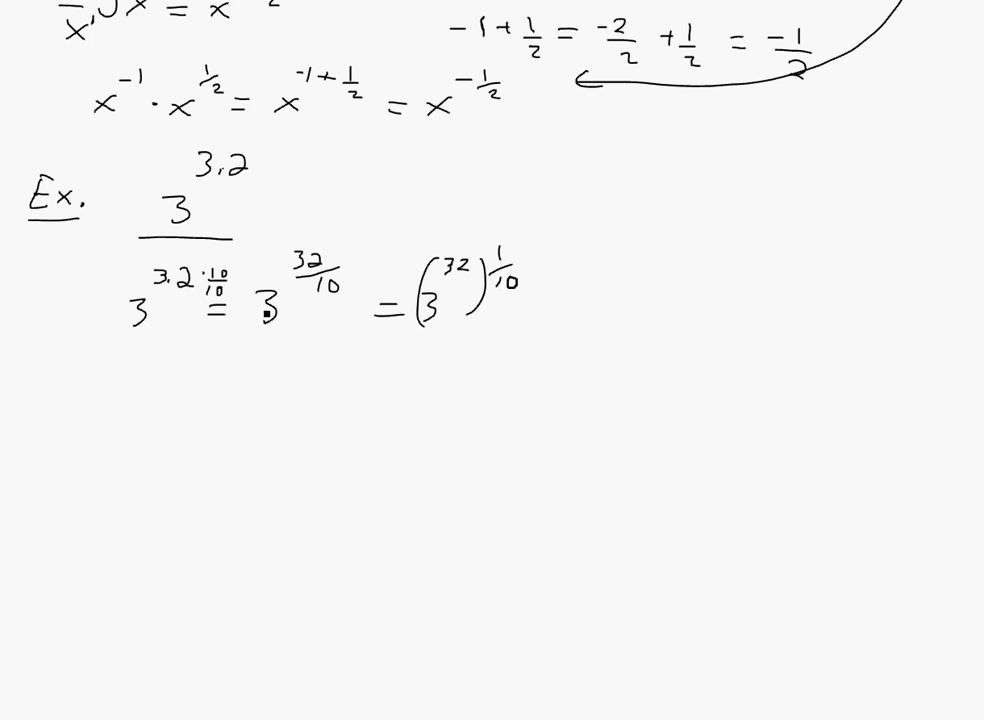 x · √x = x
-1 + 1/2 = -2/2 + 1/2 = -1/2
x^-1 · x^1/2 = x^-1+1/2 = x^-1/2
Ex. 3^3.2
3^3.2·10/10 = 3^32/10 = (3^32)^1/10